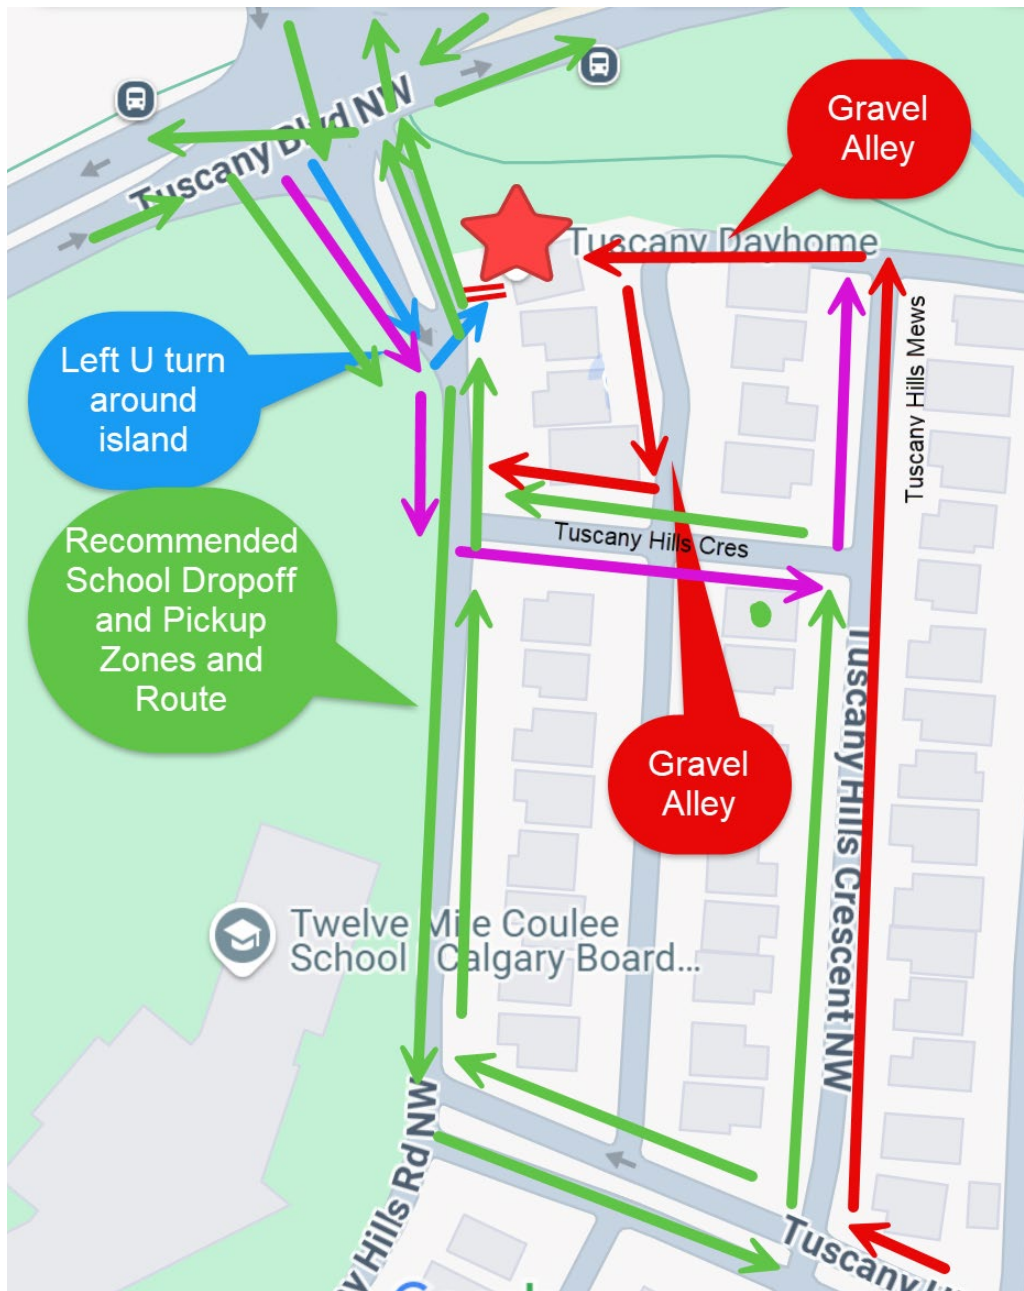 Tuscany Blvd NW
Gravel
Alley
Tuscany Dayhome
Tuscany Hills Mews
Left U turn
around
island
Recommended
School Dropoff
and Pickup
Zones and
Route
Tuscany Hills Cres
Tuscany Hills Crescent NW
Gravel
Alley
Twelve Mile Coulee
School Calgary Board...
Hills Rd NW
Tuscany